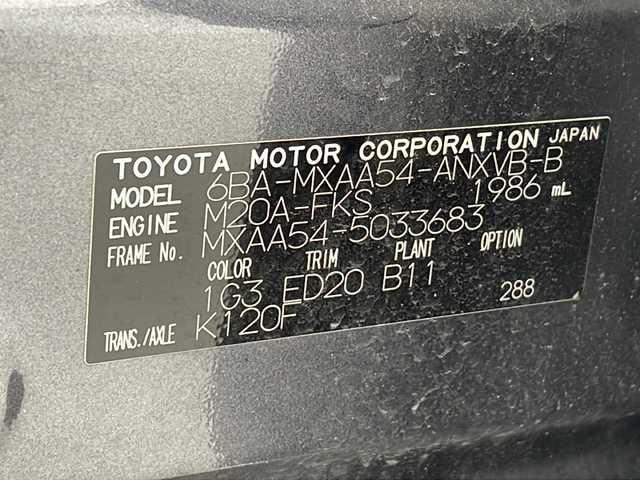 TOYOTA MOTOR CORPORATION JAPAN
MODEL 6BA-MXAA54-ANXVB-B
ENGINE M20A-FKS 1986 mL
FRAME No. MXAA54-5033683
COLOR TRIM PLANT OPTION
1G3 ED20 B11 288
TRANS./AXLE K120F